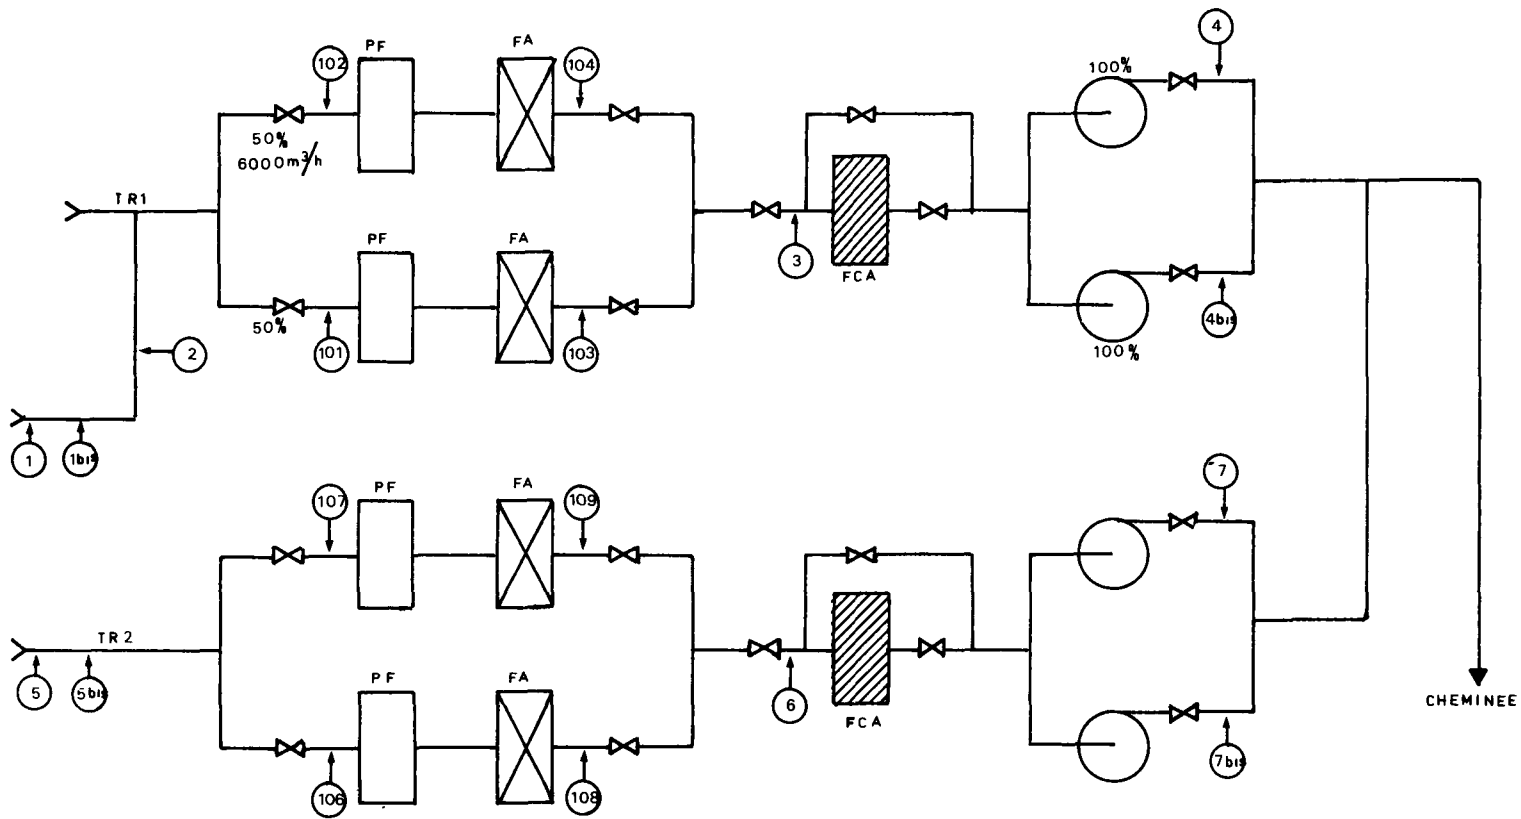 4
PF
FA
102
104
100%
50%
6000m³/h
TR1
PF
FA
3
FCA
50%
101
103
4bis
2
100%
1
1bis
7
107
PF
FA
109
TR2
5
5bis
PF
FA
6
FCA
CHEMINEE
7bis
106
108